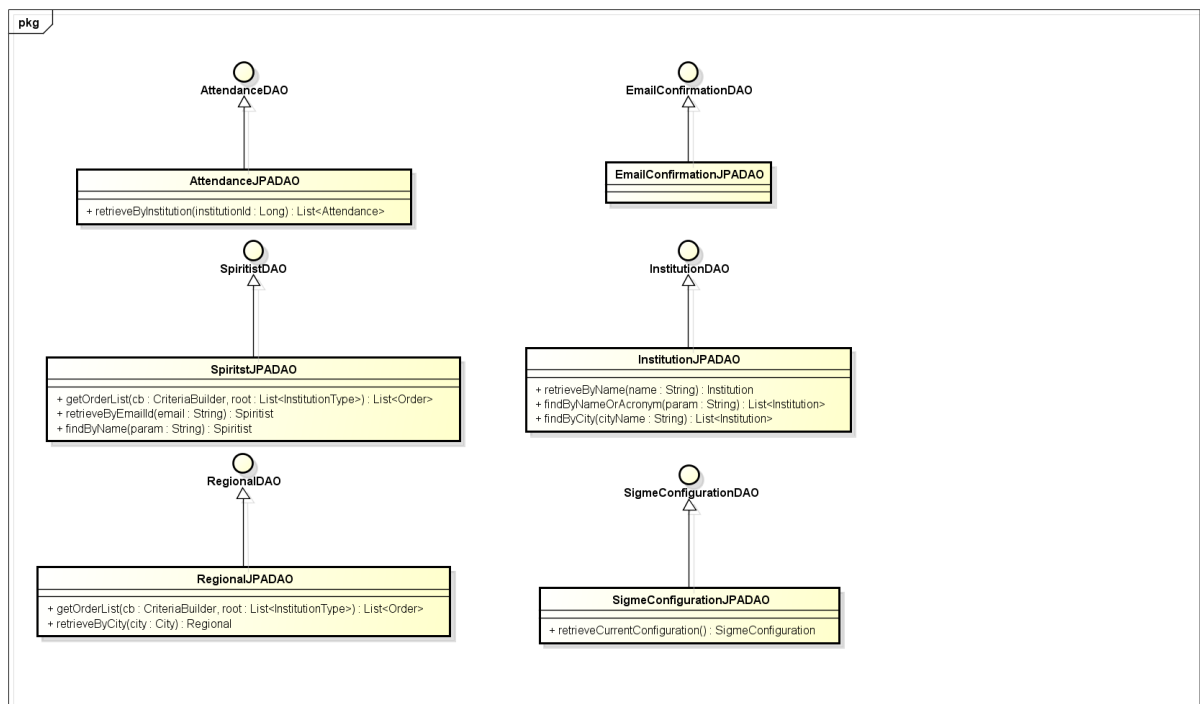 pkg
AttendanceDAO
AttendanceJPADAO
+ retrieveByInstitution(institutionId : Long) : List<Attendance>
SpiritistDAO
SpiritstJPADAO
+ getOrderList(cb : CriteriaBuilder, root : List<InstitutionType>) : List<Order>
+ retrieveByEmailId(email : String) : Spiritist
+ findByName(param : String) : Spiritist
RegionalDAO
RegionalJPADAO
+ getOrderList(cb : CriteriaBuilder, root : List<InstitutionType>) : List<Order>
+ retrieveByCity(city : City) : Regional
EmailConfirmationDAO
EmailConfirmationJPADAO
InstitutionDAO
InstitutionJPADAO
+ retrieveByName(name : String) : Institution
+ findByNameOrAcronym(param : String) : List<Institution>
+ findByCity(cityName : String) : List<Institution>
SigmeConfigurationDAO
SigmeConfigurationJPADAO
+ retrieveCurrentConfiguration() : SigmeConfiguration